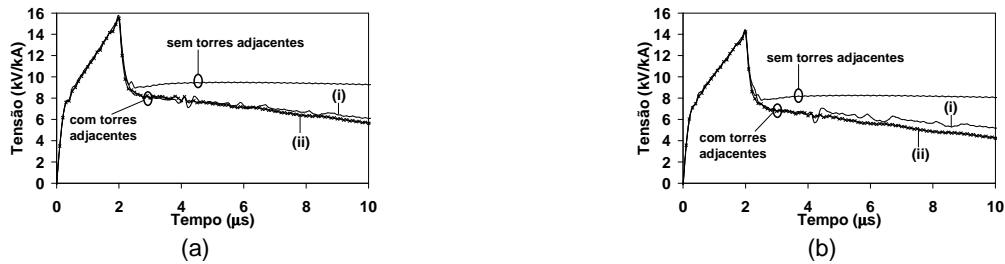 16
14
12
10
8
6
4
2
0
Tensão (kV/kA)
sem torres adjacentes
(i)
(ii)
com torres
adjacentes
0 2 4 6 8 10
Tempo (μs)
(a)
16
14
12
10
8
6
4
2
0
Tensão (kV/kA)
sem torres adjacentes
(i)
(ii)
com torres
adjacentes
0 2 4 6 8 10
Tempo (μs)
(b)